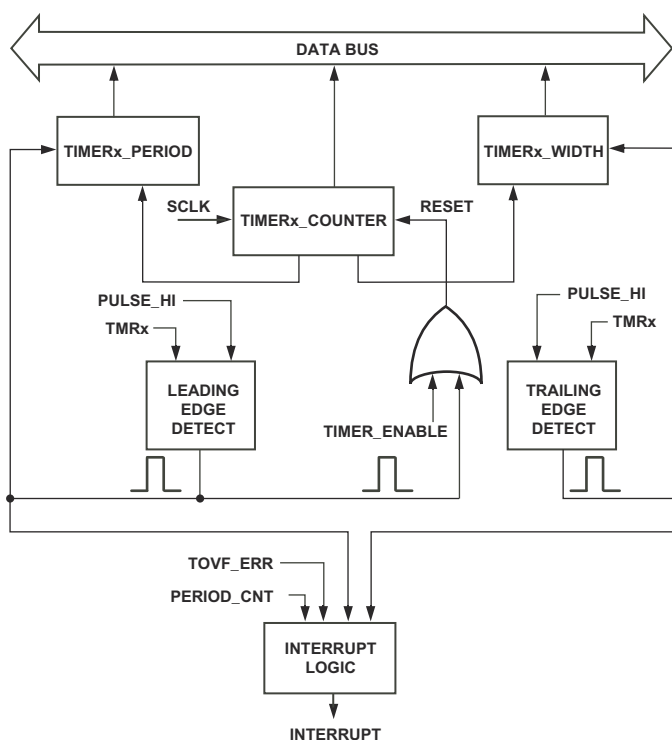 DATA BUS
TIMERx_PERIOD
TIMERx_WIDTH
SCLK
RESET
TIMERx_COUNTER
PULSE_HI
TMRx
PULSE_HI
TMRx
LEADING
EDGE
DETECT
TRAILING
EDGE
DETECT
TIMER_ENABLE
TOVF_ERR
PERIOD_CNT
INTERRUPT
LOGIC
INTERRUPT